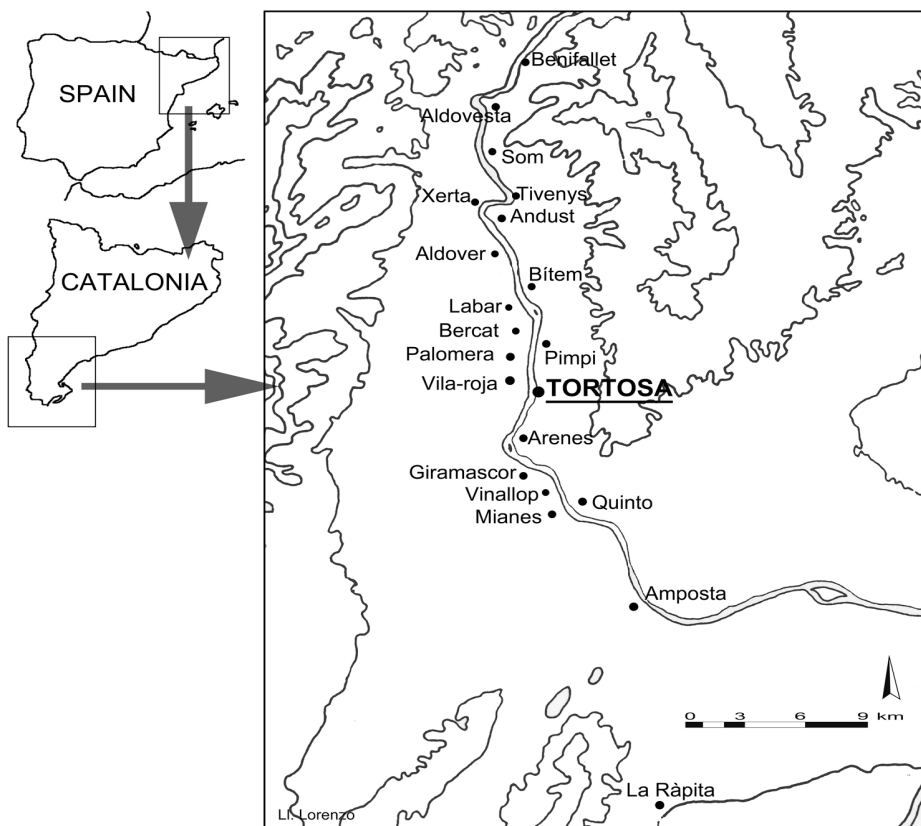 SPAIN
CATALONIA
Benifallet
Aldovesta
Som
Xerta
Tivenys
Andust
Aldover
Bítem
Labar
Bercat
Palomera
Pimpi
Vila-roja
TORTOSA
Arenes
Giramascor
Vinallop
Quinto
Mianes
Amposta
0 3 6 9 km
La Ràpita
Ll. Lorenzo